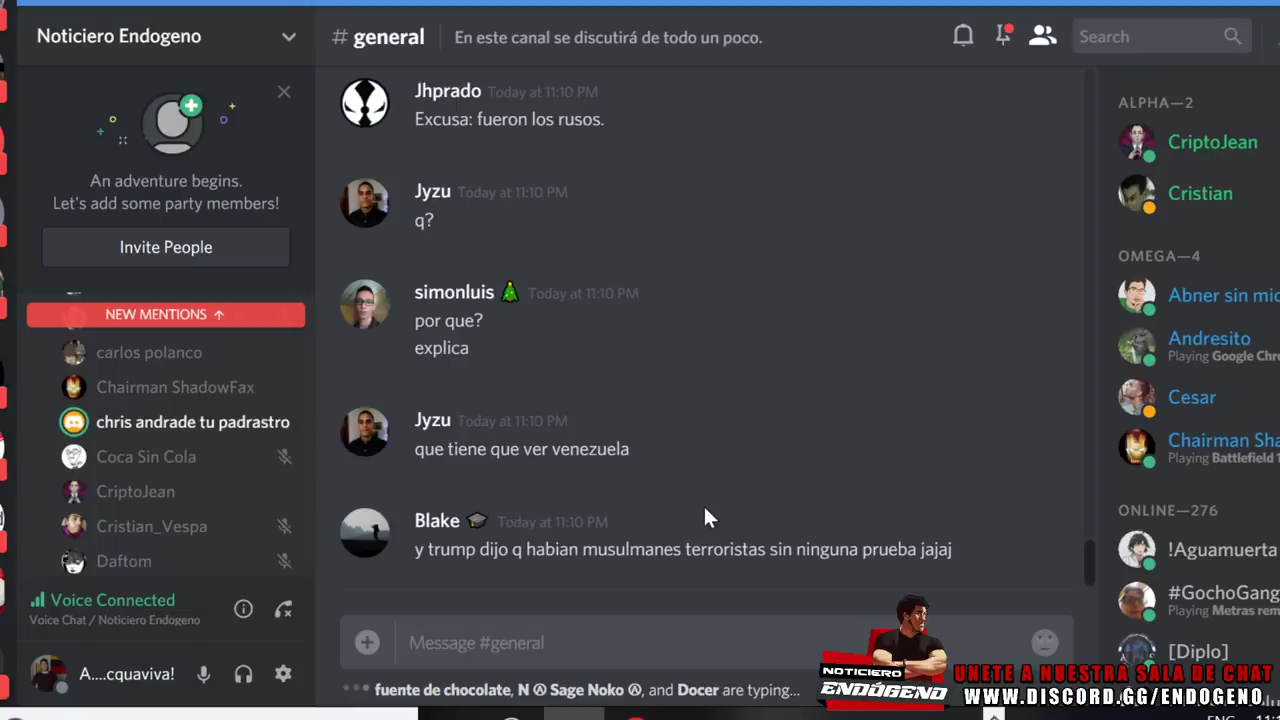 Noticiero Endogeno
An adventure begins.
Let's add some party members!
Invite People
NEW MENTIONS ↑
carlos polanco
Chairman ShadowFax
chris andrade tu padrastro
Coca Sin Cola
CriptoJean
Cristian_Vespa
Daftom
Voice Connected
Voice Chat / Noticiero Endogeno
A....cquaviva!
# general
En este canal se discutirá de todo un poco.
Search
Jhprado Today at 11:10 PM
Excusa: fueron los rusos.
Jyzu Today at 11:10 PM
q?
simonluis Today at 11:10 PM
por que?
explica
Jyzu Today at 11:10 PM
que tiene que ver venezuela
Blake Today at 11:10 PM
y trump dijo q habian musulmanes terroristas sin ninguna prueba jajaj
Message #general
fuente de chocolate, N Ⓐ Sage Noko Ⓐ, and Docer are typing...
ALPHA—2
CriptoJean
Cristian
OMEGA—4
Abner sin mic
Andresito
Playing Google Chro
Cesar
Chairman Sha
Playing Battlefield 1
ONLINE—276
!Aguamuerta
#GochoGang
Playing Metras rem
[Diplo]
NOTICIERO
ENDÓGENO
UNETE A NUESTRA SALA DE CHAT
WWW.DISCORD.GG/ENDOGENO